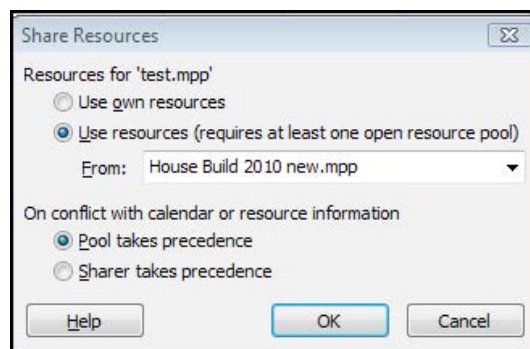 Share Resources
Resources for 'test.mpp'
Use own resources
Use resources (requires at least one open resource pool)
From: House Build 2010 new.mpp
On conflict with calendar or resource information
Pool takes precedence
Sharer takes precedence
Help OK Cancel